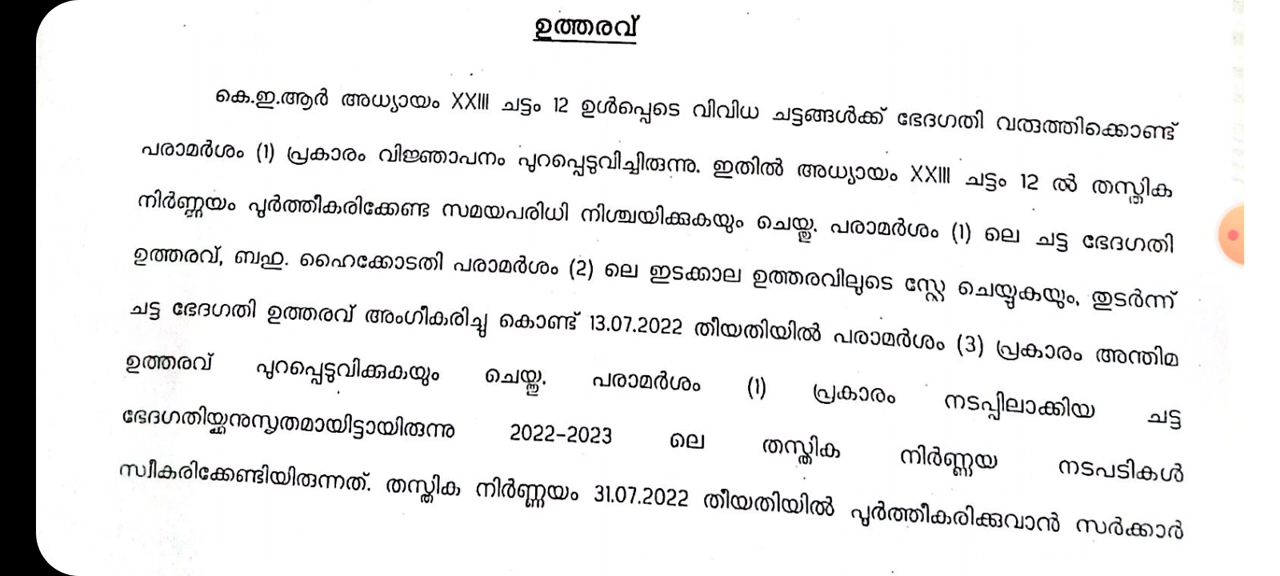 ഉത്തരവ്
കെ.ഇ.ആർ അധ്യായം XXIII ചട്ടം 12 ഉൾപ്പെടെ വിവിധ ചട്ടങ്ങൾക്ക് ഭേദഗതി വരുത്തിക്കൊണ്ട്
പരാമർശം (1) പ്രകാരം വിജ്ഞാപനം പുറപ്പെടുവിച്ചിരുന്നു. ഇതിൽ അധ്യായം XXIII ചട്ടം 12 ൽ തസ്തിക
നിർണ്ണയം പൂർത്തീകരിക്കേണ്ട സമയപരിധി നിശ്ചയിക്കുകയും ചെയ്തു. പരാമർശം (1) ലെ ചട്ട ഭേദഗതി
ഉത്തരവ്, ബഹു. ഹൈക്കോടതി പരാമർശം (2) ലെ ഇടക്കാല ഉത്തരവിലൂടെ സ്റ്റേ ചെയ്യുകയും, തുടർന്ന്
ചട്ട ഭേദഗതി ഉത്തരവ് അംഗീകരിച്ചു കൊണ്ട് 13.07.2022 തീയതിയിൽ പരാമർശം (3) പ്രകാരം അന്തിമ
ഉത്തരവ് പുറപ്പെടുവിക്കുകയും ചെയ്തു. പരാമർശം (1) പ്രകാരം നടപ്പിലാക്കിയ ചട്ട
ഭേദഗതിയ്ക്കനുസൃതമായിട്ടായിരുന്നു 2022-2023 ലെ തസ്തിക നിർണ്ണയ നടപടികൾ
സ്വീകരിക്കേണ്ടിയിരുന്നത്. തസ്തിക നിർണ്ണയം 31.07.2022 തീയതിയിൽ പൂർത്തീകരിക്കുവാൻ സർക്കാർ